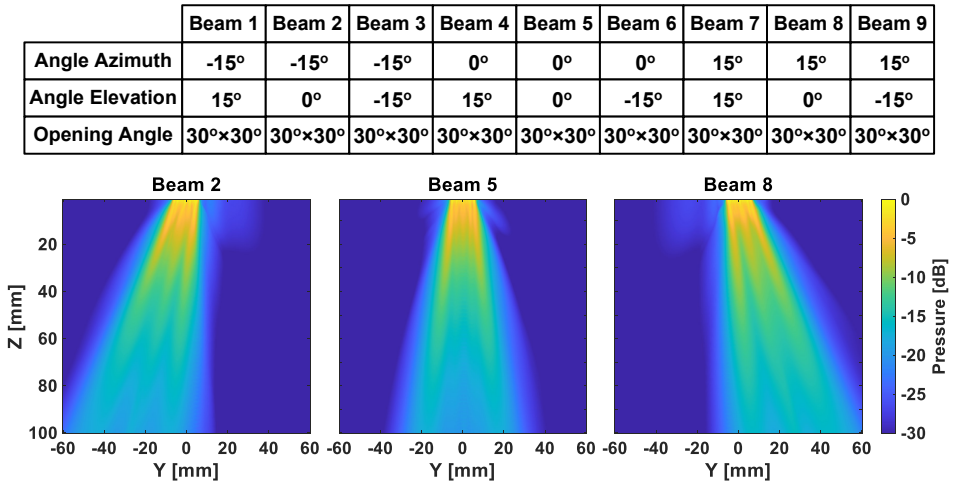 Beam 1 Beam 2 Beam 3 Beam 4 Beam 5 Beam 6 Beam 7 Beam 8 Beam 9
Angle Azimuth -15° -15° -15° 0° 0° 0° 15° 15° 15°
Angle Elevation 15° 0° -15° 15° 0° -15° 15° 0° -15°
Opening Angle 30°×30° 30°×30° 30°×30° 30°×30° 30°×30° 30°×30° 30°×30° 30°×30° 30°×30°
Beam 2 Beam 5 Beam 8
Z [mm]
20
40
60
80
100
-60 -40 -20 0 20 40 60
-60 -40 -20 0 20 40 60
-60 -40 -20 0 20 40 60
Y [mm] Y [mm] Y [mm]
0
-5
-10
-15
-20
-25
-30
Pressure [dB]